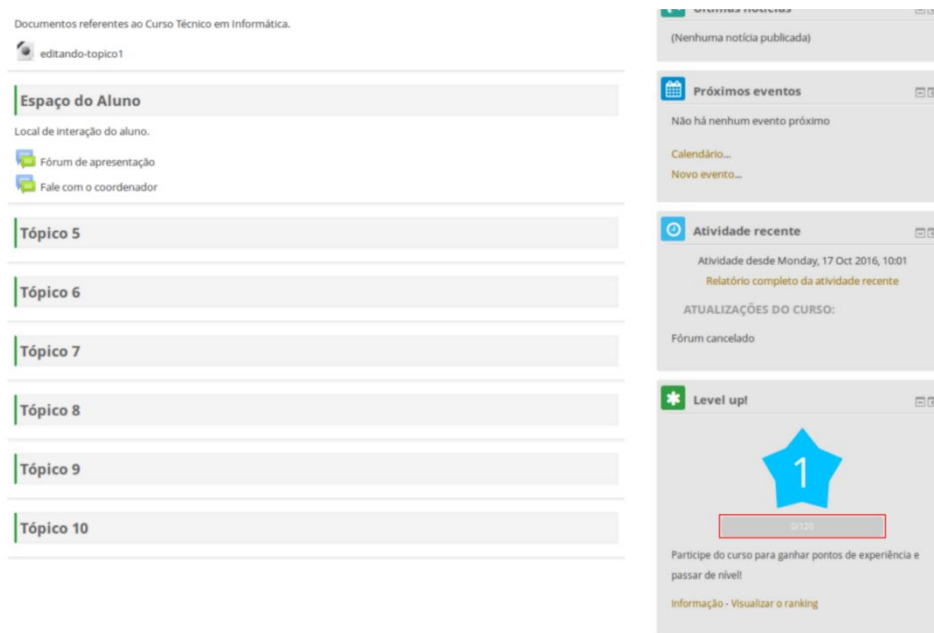 Documentos referentes ao Curso Técnico em Informática.
editando-topico1
Espaço do Aluno
Local de interação do aluno.
Fórum de apresentação
Fale com o coordenador
Tópico 5
Tópico 6
Tópico 7
Tópico 8
Tópico 9
Tópico 10
Últimas notícias
(Nenhuma notícia publicada)
Próximos eventos
Não há nenhum evento próximo
Calendário...
Novo evento...
Atividade recente
Atividade desde Monday, 17 Oct 2016, 10:01
Relatório completo da atividade recente
ATUALIZAÇÕES DO CURSO:
Fórum cancelado
Level up!
1
0/120
Participe do curso para ganhar pontos de experiência e
passar de nível!
Informação - Visualizar o ranking